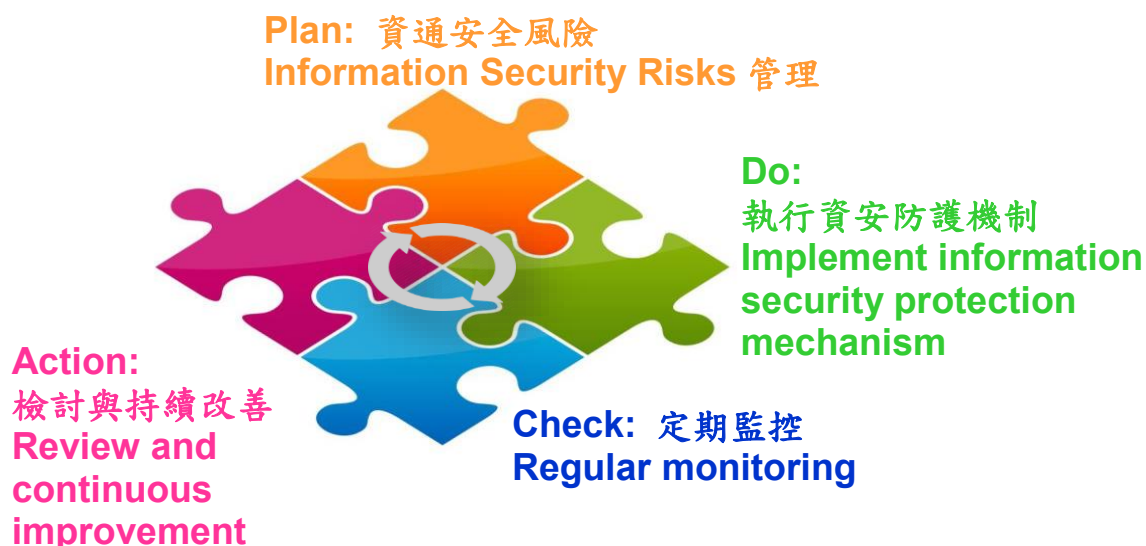 Plan: 資通安全風險
Information Security Risks 管理
Do:
執行資安防護機制
Implement information
security protection
mechanism
Action:
檢討與持續改善
Review and
continuous
improvement
Check: 定期監控
Regular monitoring